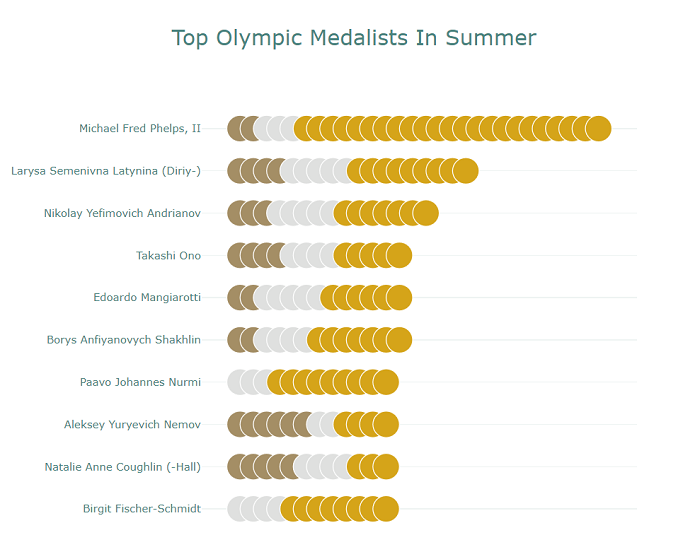 Top Olympic Medalists In Summer
Michael Fred Phelps, II
Larysa Semenivna Latynina (Diriy-)
Nikolay Yefimovich Andrianov
Takashi Ono
Edoardo Mangiarotti
Borys Anfiyanovych Shakhlin
Paavo Johannes Nurmi
Aleksey Yuryevich Nemov
Natalie Anne Coughlin (-Hall)
Birgit Fischer-Schmidt